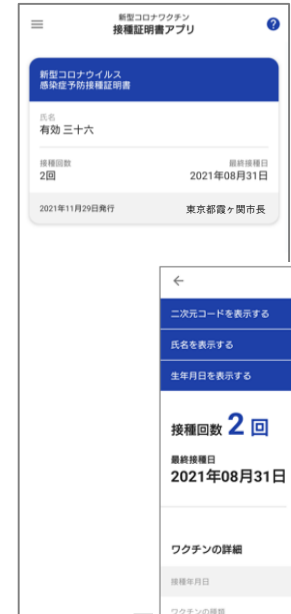 新型コロナワクチン
接種証明書アプリ
新型コロナウイルス
感染症予防接種証明書
氏名
有効 三十六
接種回数
2回
最終接種日
2021年08月31日
2021年11月29日発行
東京都霞ヶ関市長
二次元コードを表示する
氏名を表示する
生年月日を表示する
接種回数 2 回
最終接種日
2021年08月31日
ワクチンの詳細
接種年月日
ワクチンの種類